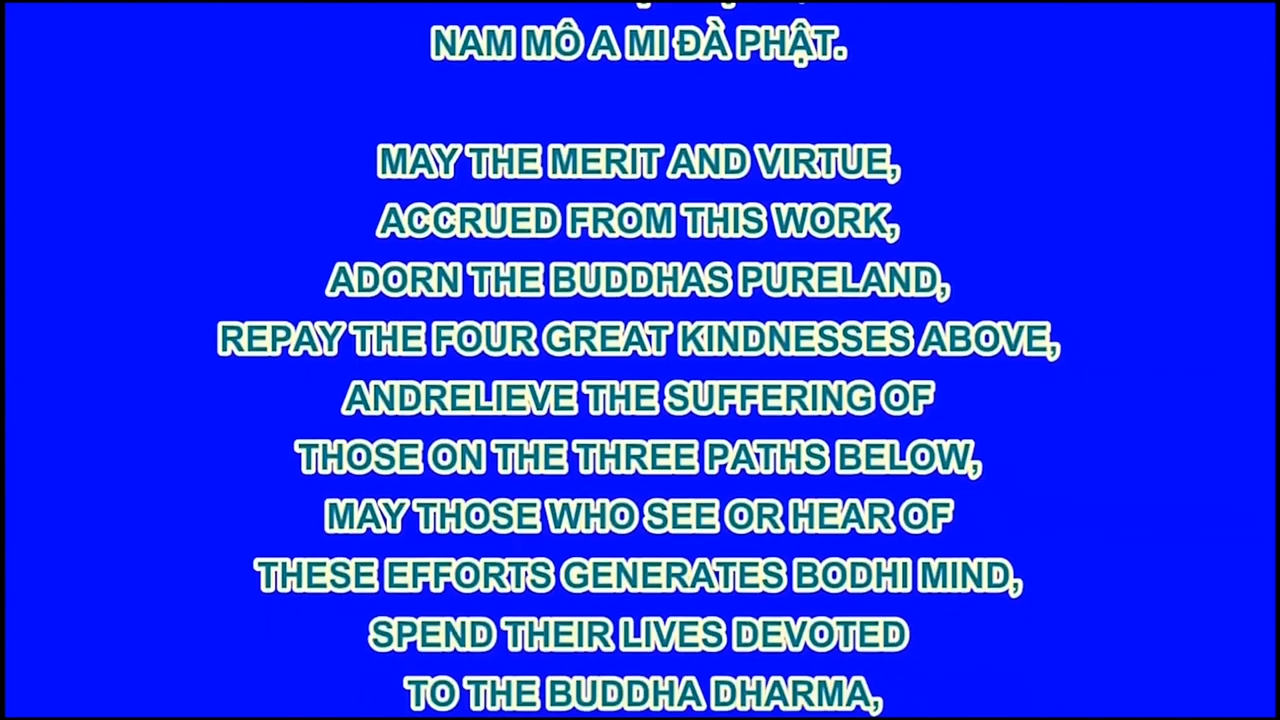 NAM MÔ A MI ĐÀ PHẬT.
MAY THE MERIT AND VIRTUE,
ACCRUED FROM THIS WORK,
ADORN THE BUDDHAS PURELAND,
REPAY THE FOUR GREAT KINDNESSES ABOVE,
ANDRELIEVE THE SUFFERING OF
THOSE ON THE THREE PATHS BELOW,
MAY THOSE WHO SEE OR HEAR OF
THESE EFFORTS GENERATES BODHI MIND,
SPEND THEIR LIVES DEVOTED
TO THE BUDDHA DHARMA,